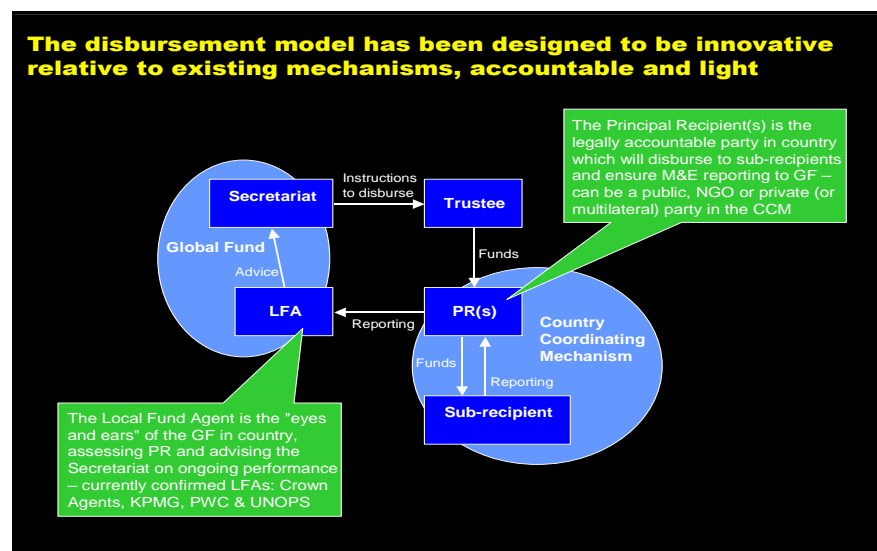 The disbursement model has been designed to be innovative
relative to existing mechanisms, accountable and light
The Principal Recipient(s) is the
legally accountable party in country
which will disburse to sub-recipients
and ensure M&E reporting to GF –
can be a public, NGO or private (or
multilateral) party in the CCM
Instructions
to disburse
Secretariat
Trustee
Global Fund
Funds
Advice
LFA
Reporting
PR(s)
Country
Coordinating
Mechanism
Funds
Reporting
Sub-recipient
The Local Fund Agent is the "eyes
and ears" of the GF in country,
assessing PR and advising the
Secretariat on ongoing performance
– currently confirmed LFAs: Crown
Agents, KPMG, PWC & UNOPS